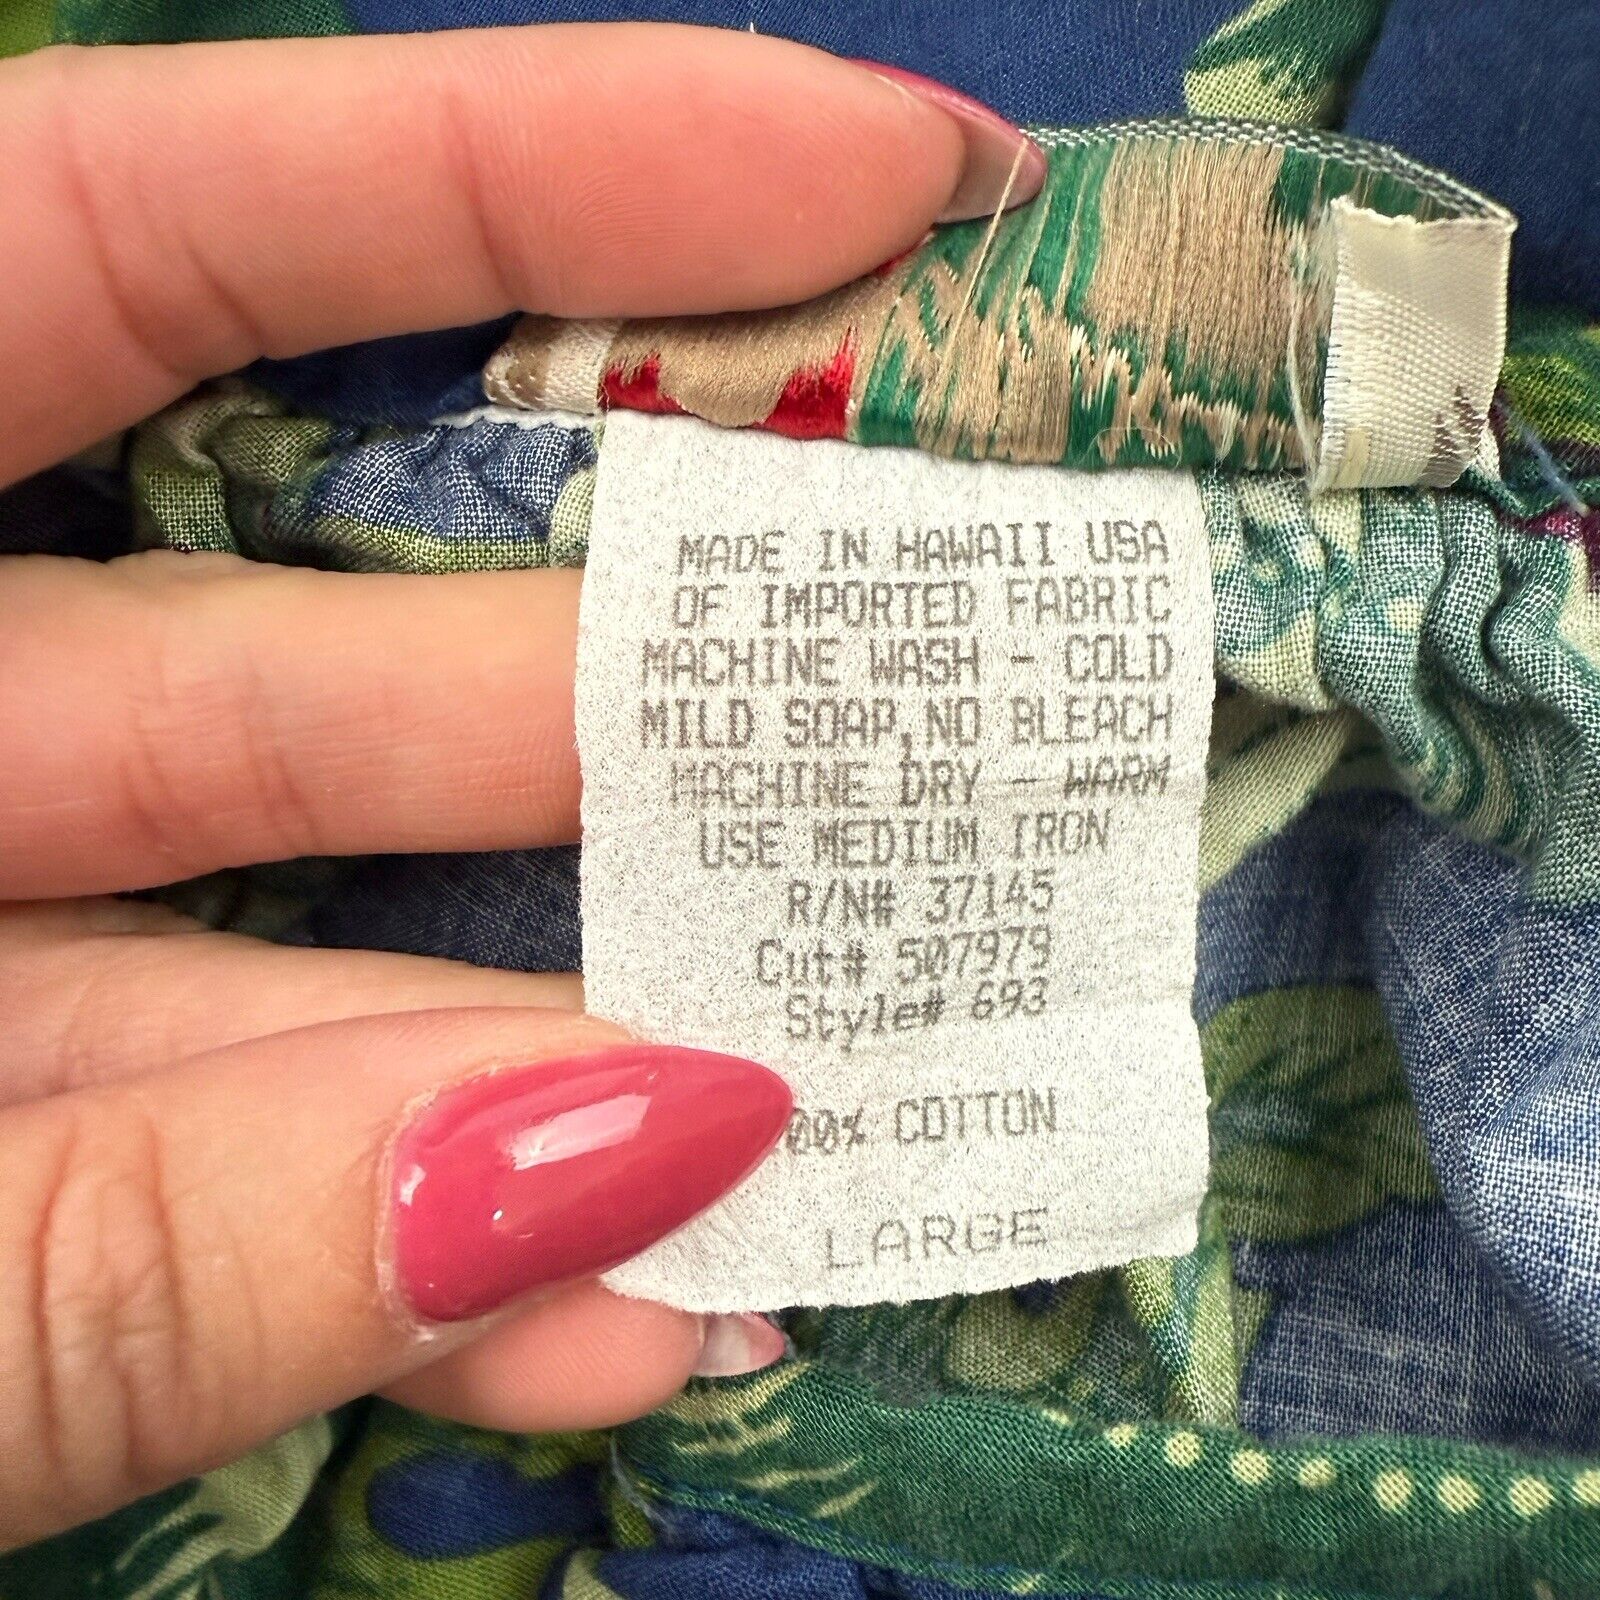 MADE IN HAWAII USA
OF IMPORTED FABRIC
MACHINE WASH - COLD
MILD SOAP, NO BLEACH
MACHINE DRY - WARM
USE MEDIUM IRON
R/N# 37145
Cut# 507979
Style# 693
00% COTTON
LARGE